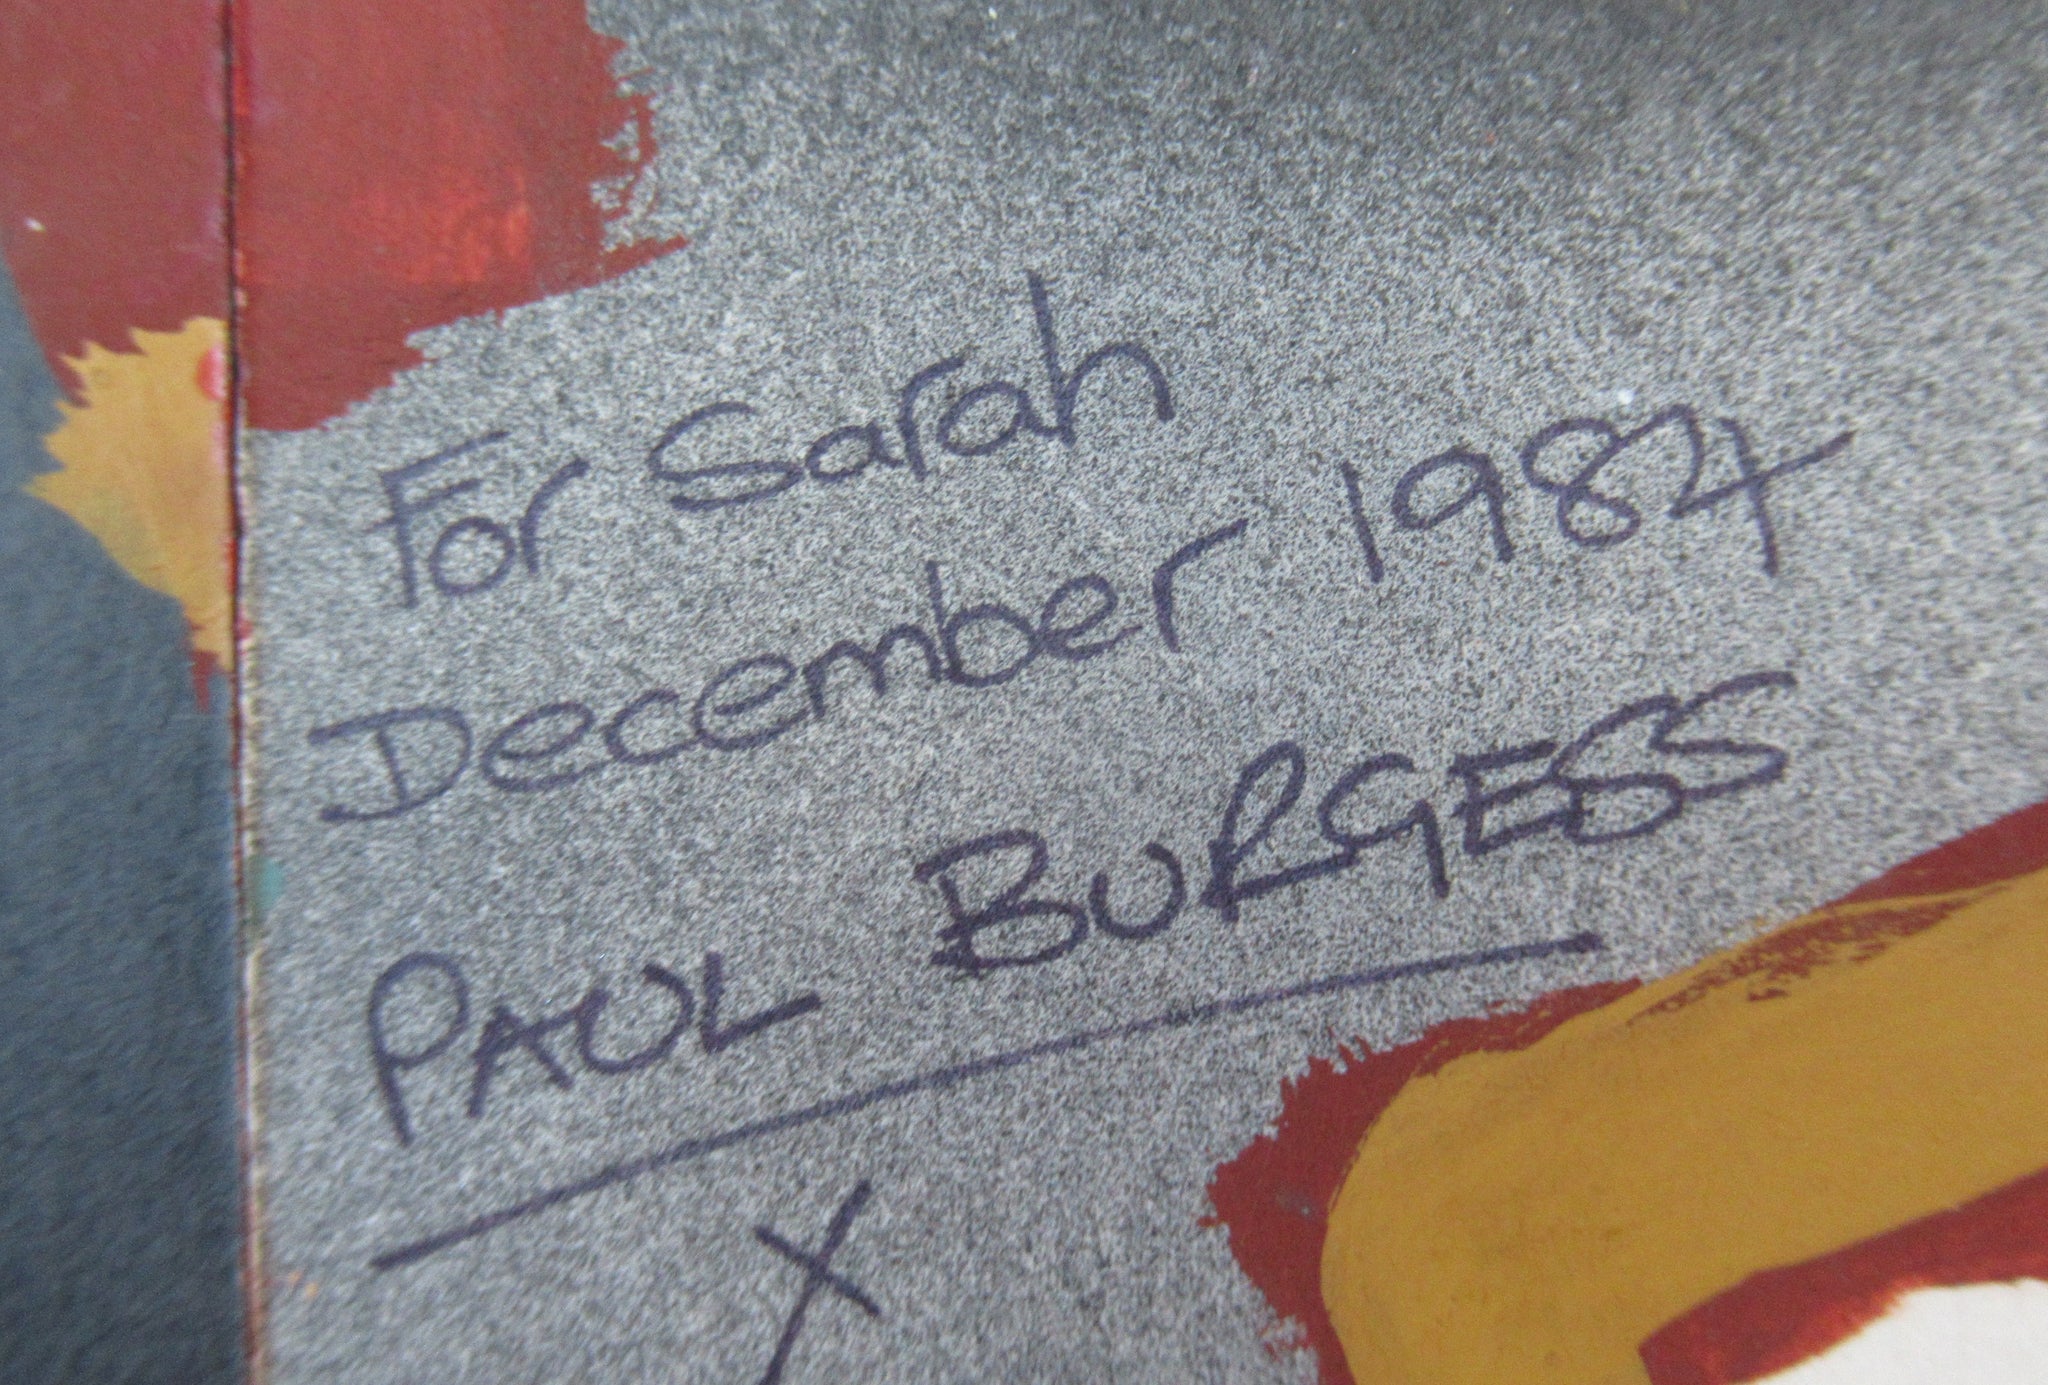 For Sarah
December 1984
PAUL BURGESS
X